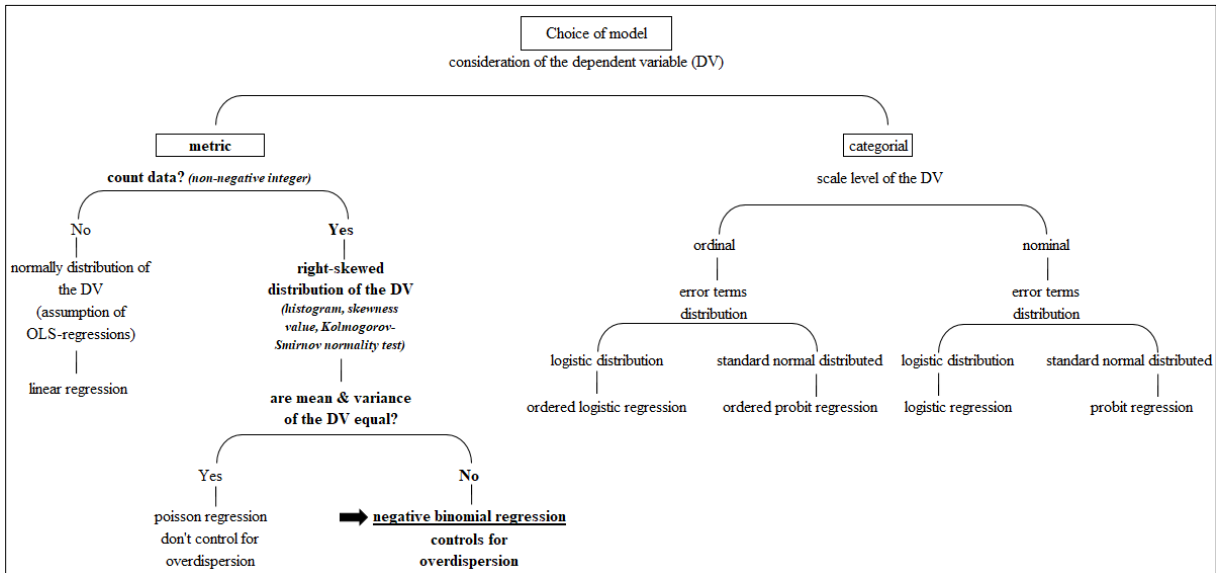 Choice of model
consideration of the dependent variable (DV)
metric
categorial
count data? (non-negative integer)
scale level of the DV
No
Yes
ordinal
nominal
normally distribution of
the DV
(assumption of
OLS-regressions)
linear regression
right-skewed
distribution of the DV
(histogram, skewness
value, Kolmogorov-
Smirnov normality test)
are mean & variance
of the DV equal?
Yes
No
poisson regression
don't control for
overdispersion
negative binomial regression
controls for
overdispersion
error terms
distribution
logistic distribution
standard normal distributed
ordered logistic regression
ordered probit regression
error terms
distribution
logistic distribution
standard normal distributed
logistic regression
probit regression